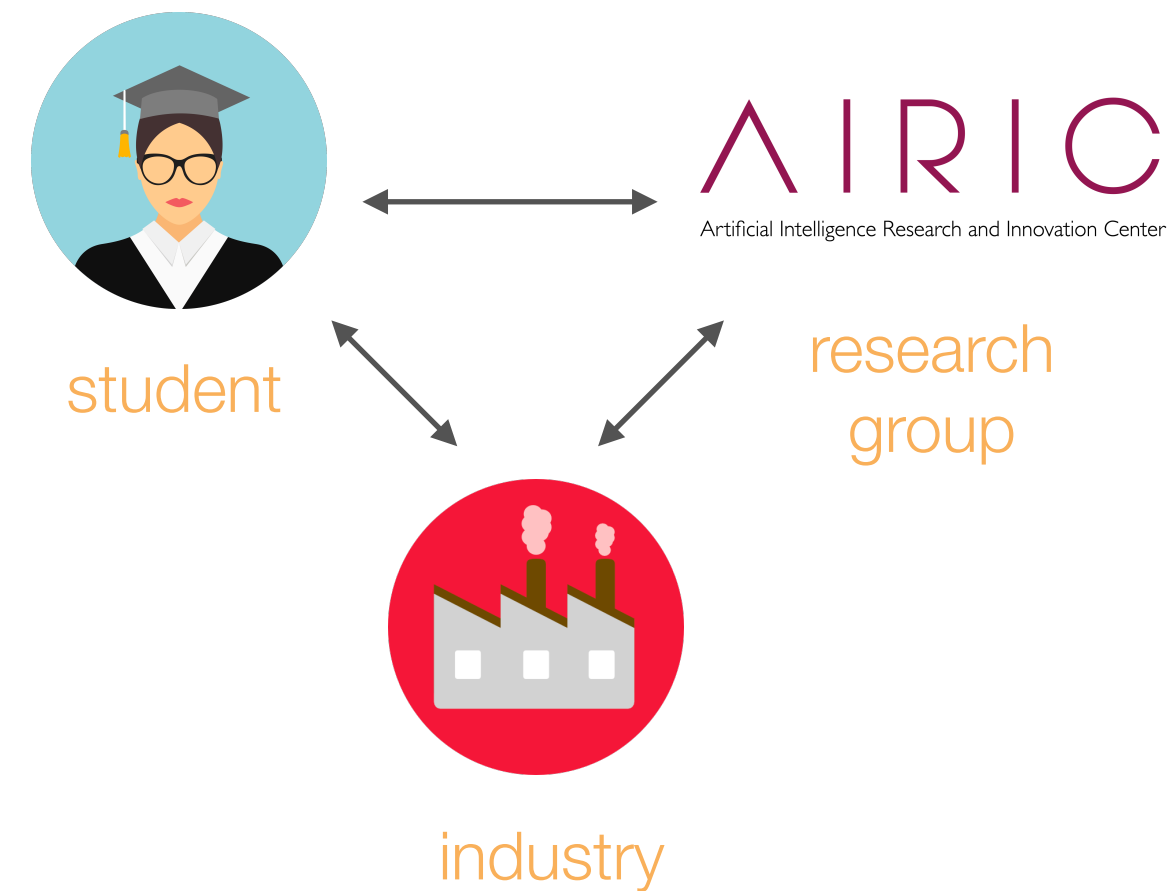 AIRIC
Artificial Intelligence Research and Innovation Center
research
group
student
industry